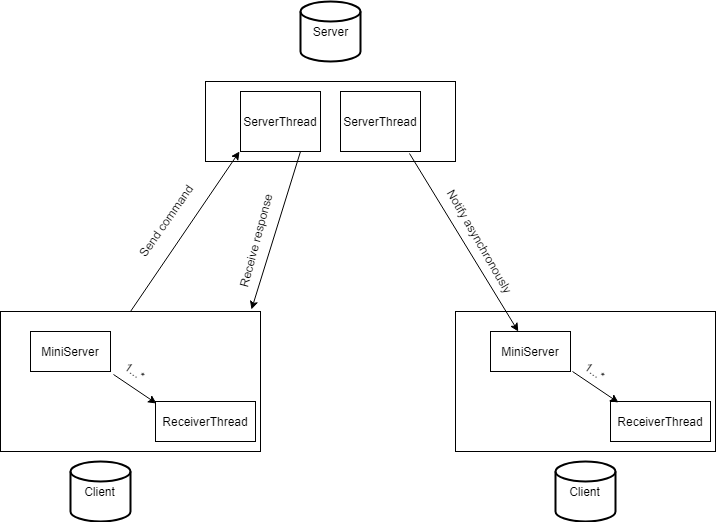 Server
ServerThread
ServerThread
Send command
Receive response
Notify asynchronously
MiniServer
1... *
ReceiverThread
MiniServer
1... *
ReceiverThread
Client
Client